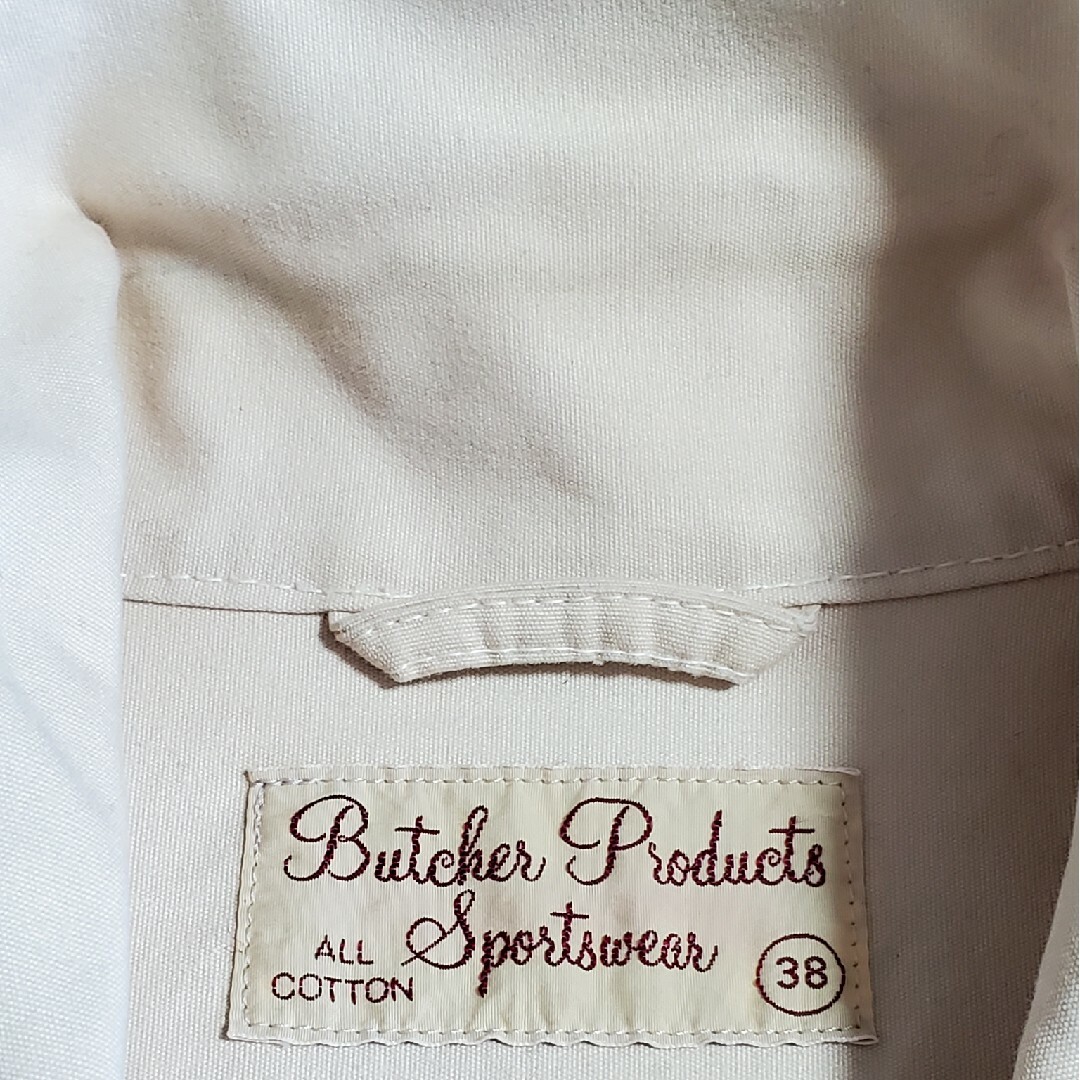 Butcher Products
Sportswear
ALL
COTTON
38